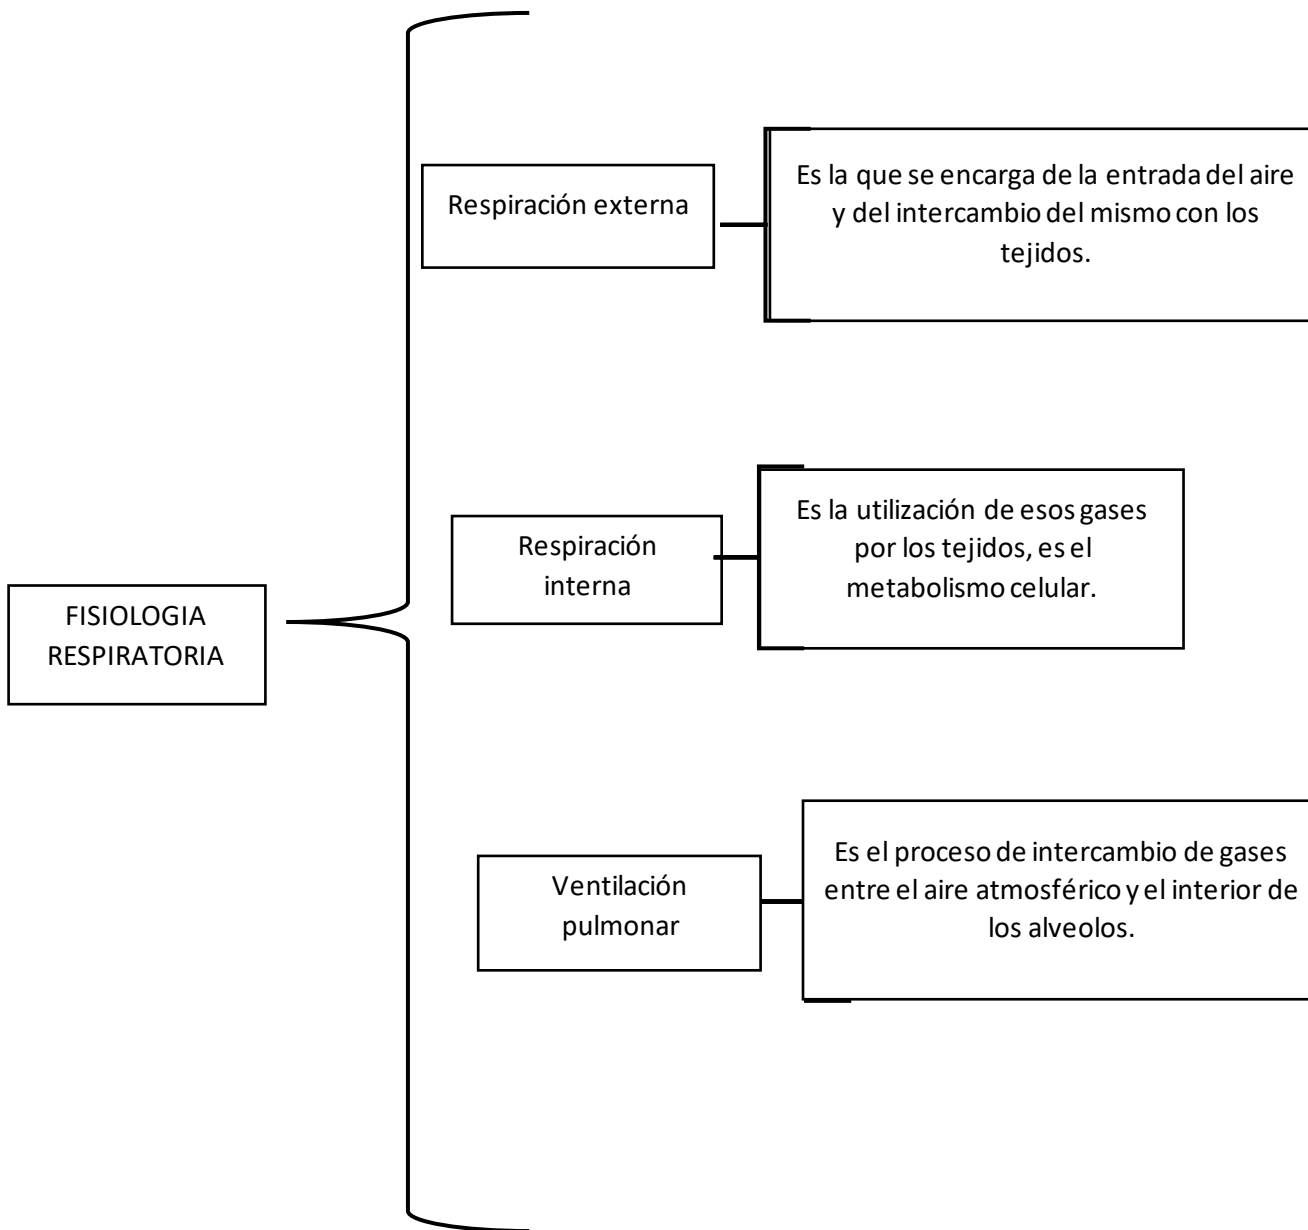 Respiración externa
Es la que se encarga de la entrada del aire
y del intercambio del mismo con los
tejidos.
Respiración
interna
Es la utilización de esos gases
por los tejidos, es el
metabolismo celular.
FISIOLOGIA
RESPIRATORIA
Ventilación
pulmonar
Es el proceso de intercambio de gases
entre el aire atmosférico y el interior de
los alveolos.